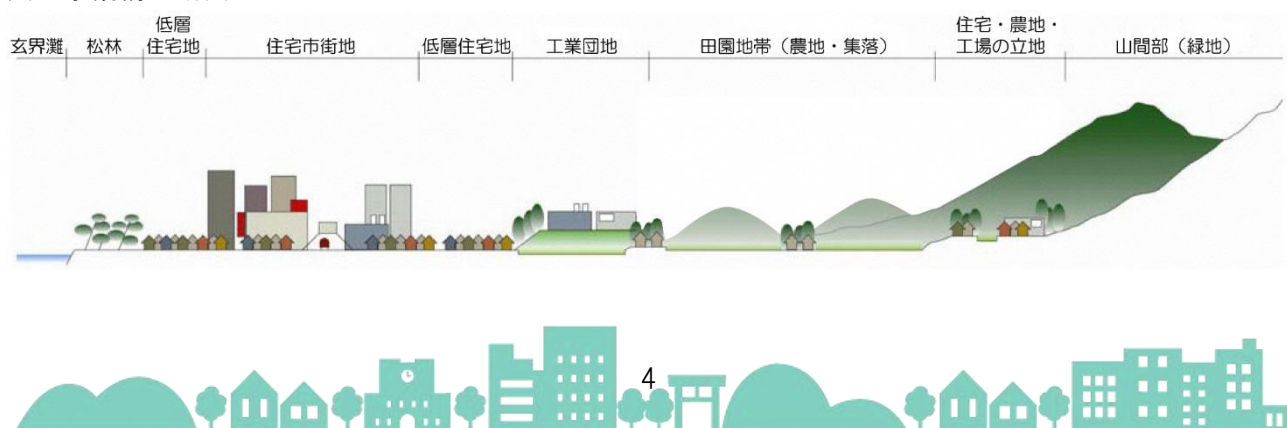 玄界灘
松林
低層
住宅地
住宅市街地
低層住宅地
工業団地
田園地帯（農地・集落）
住宅・農地・
工場の立地
山間部（緑地）
4